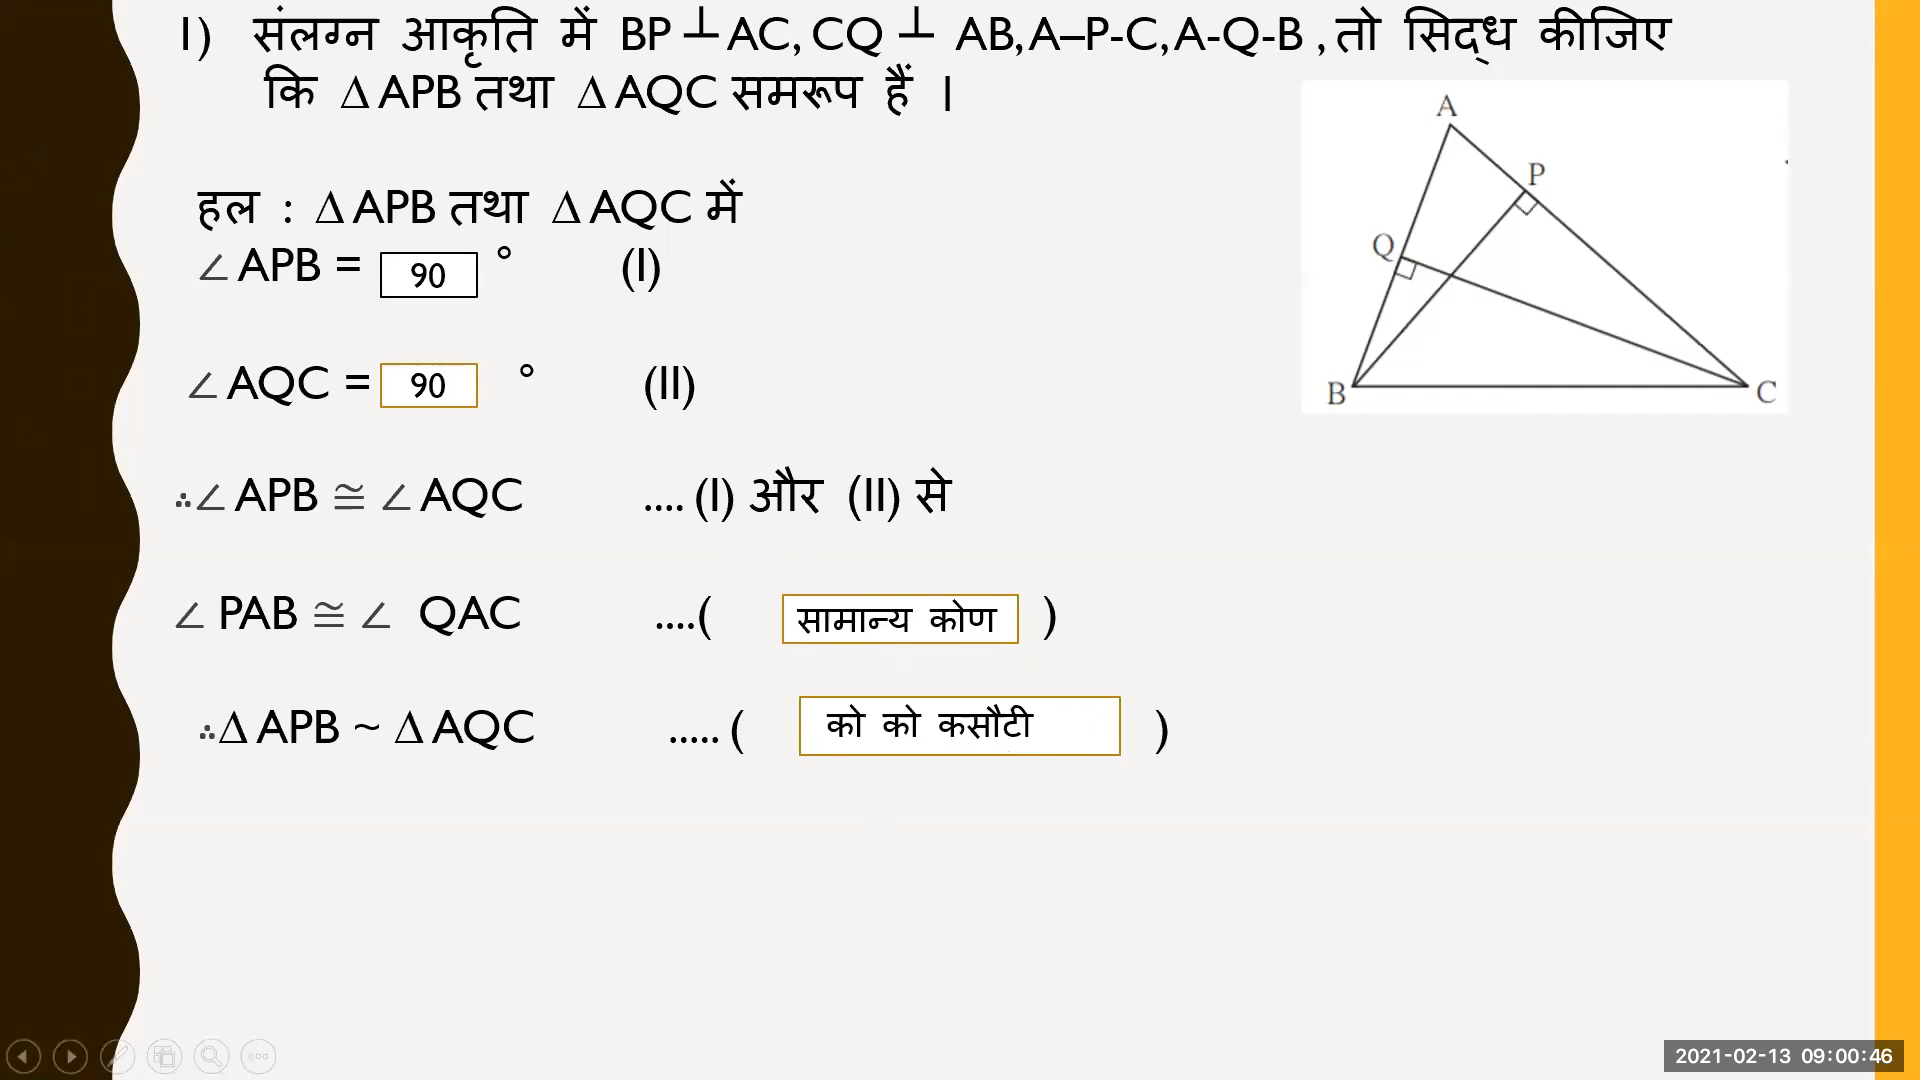 1) संलग्न आकृति में BP ┴ AC, CQ ┴ AB, A–P-C, A-Q-B , तो सिद्ध कीजिए
कि ∆ APB तथा ∆ AQC समरूप हैं ।
हल : ∆ APB तथा ∆ AQC में
∠ APB = 90 ° (I)
∠ AQC = 90 ° (II)
∴∠ APB ≅ ∠ AQC .... (I) और (II) से
∠ PAB ≅ ∠ QAC ....( सामान्य कोण )
∴∆ APB ~ ∆ AQC ..... ( को को कसौटी )
A
P
Q
B
C
2021-02-13 09:00:46